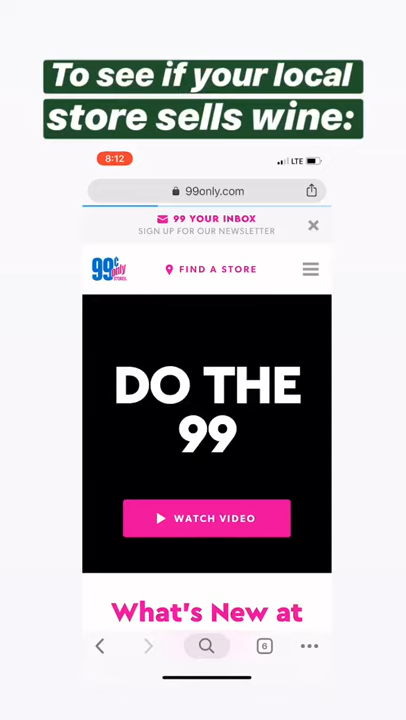 To see if your local
store sells wine:
8:12
LTE
99only.com
99 YOUR INBOX
SIGN UP FOR OUR NEWSLETTER
99¢ only STORES.
FIND A STORE
DO THE
99
WATCH VIDEO
What's New at
6